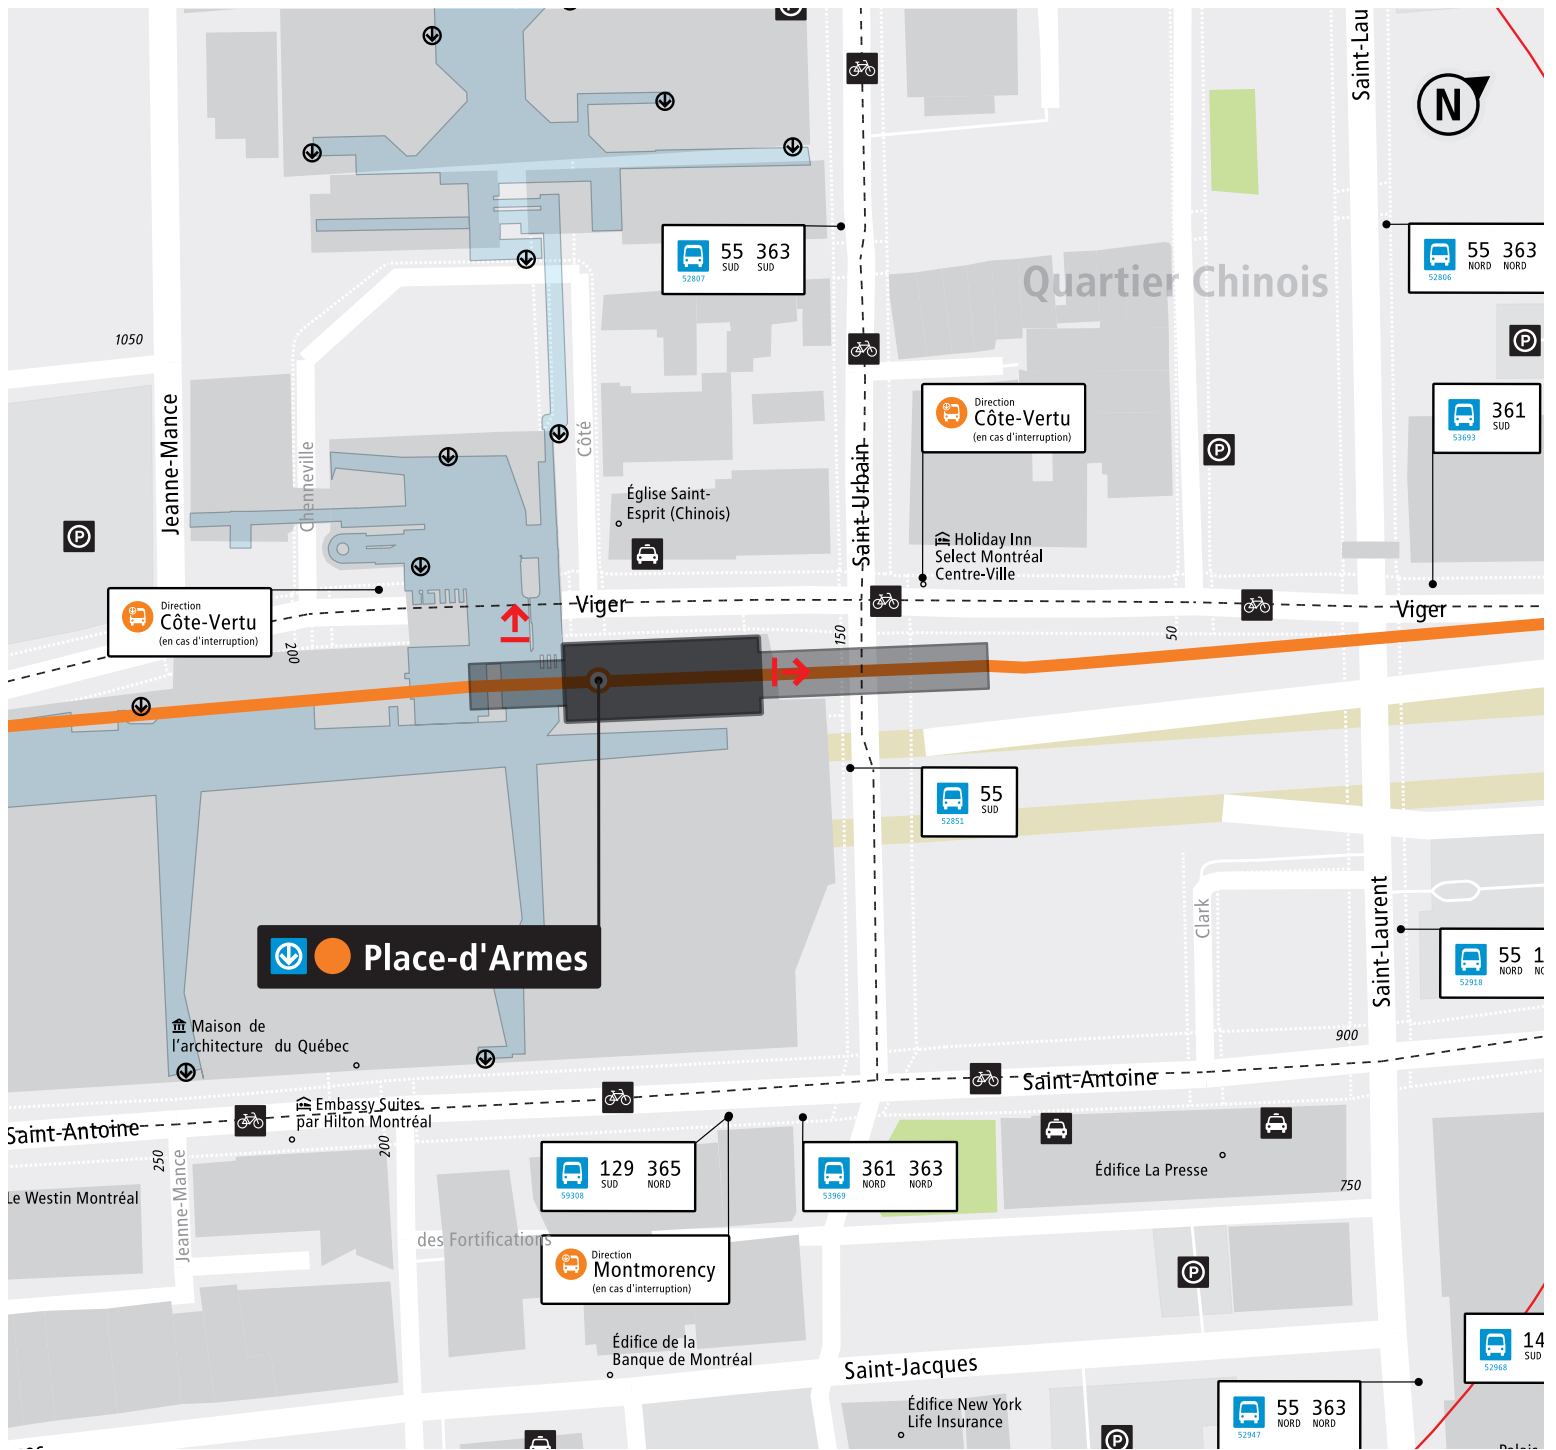 P
Saint-Lau
N
55 363
SUD SUD
52807
55 363
NORD NORD
52806
Quartier Chinois
1050
P
Jeanne-Mance
Chenneville
Côté
Direction
Côte-Vertu
(en cas d'interruption)
361
SUD
53693
P
Saint-Urbain
Église Saint-
Esprit (Chinois)
P
Holiday Inn
Select Montréal
Centre-Ville
Direction
Côte-Vertu
(en cas d'interruption)
Viger
Viger
200
150
50
55
SUD
52851
Place-d'Armes
Clark
Saint-Laurent
55 1
NORD NO
52918
Maison de
l'architecture du Québec
900
Saint-Antoine
Embassy Suites
par Hilton Montréal
Saint-Antoine
250
200
129 365
SUD NORD
59308
361 363
NORD NORD
53969
Édifice La Presse
750
Le Westin Montréal
Jeanne-Mance
des Fortifications
Direction
Montmorency
(en cas d'interruption)
P
Édifice de la
Banque de Montréal
Saint-Jacques
14
SUD
52968
Édifice New York
Life Insurance
55 363
NORD NORD
52947
P